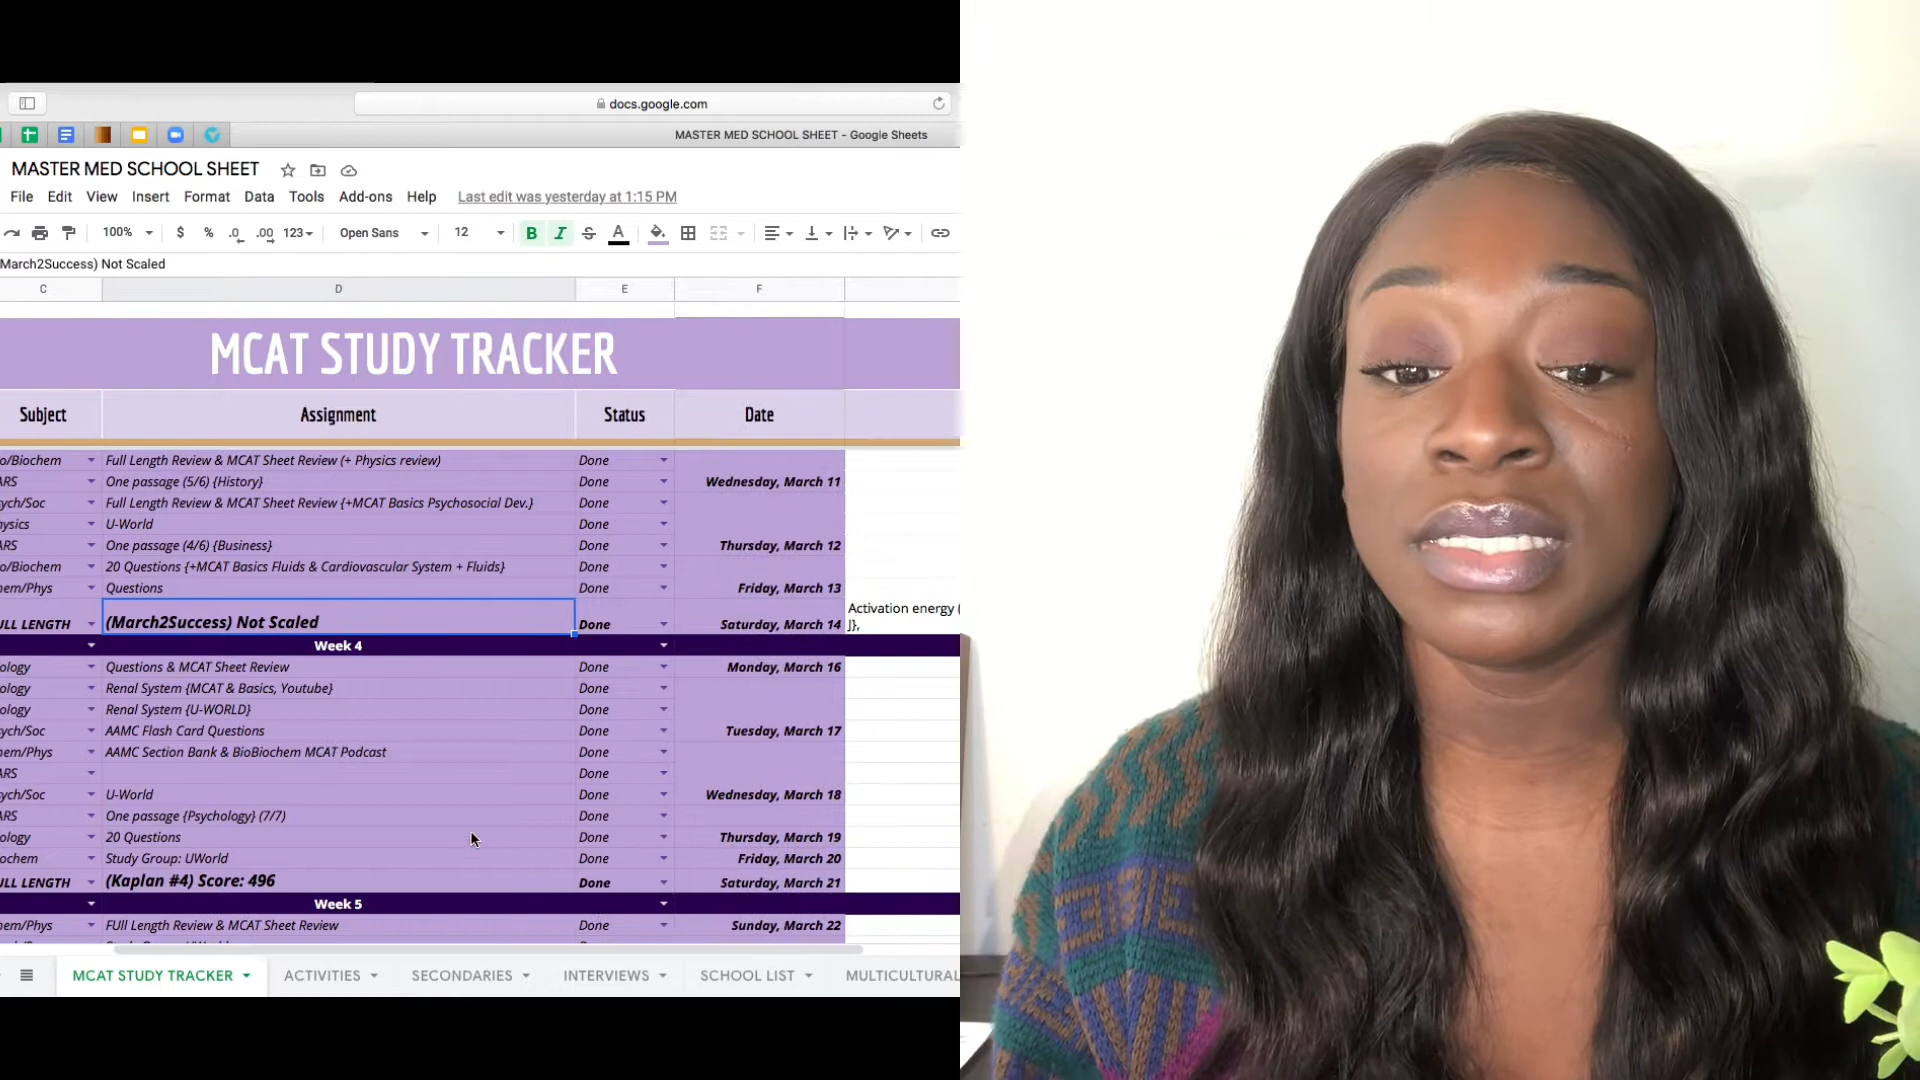 docs.google.com
MASTER MED SCHOOL SHEET - Google Sheets
MASTER MED SCHOOL SHEET
File Edit View Insert Format Data Tools Add-ons Help Last edit was yesterday at 1:15 PM
100% $ % .0 .00 123 Open Sans 12 B I S A
March2Success) Not Scaled
C D E F
MCAT STUDY TRACKER
Subject Assignment Status Date
o/Biochem Full Length Review & MCAT Sheet Review (+ Physics review) Done
ARS One passage (5/6) {History} Done Wednesday, March 11
ych/Soc Full Length Review & MCAT Sheet Review {+MCAT Basics Psychosocial Dev.} Done
hysics U-World Done
ARS One passage (4/6) {Business} Done Thursday, March 12
o/Biochem 20 Questions {+MCAT Basics Fluids & Cardiovascular System + Fluids} Done
hem/Phys Questions Done Friday, March 13
ULL LENGTH (March2Success) Not Scaled Done Saturday, March 14 Activation energy (
J},
Week 4
ology Questions & MCAT Sheet Review Done Monday, March 16
ology Renal System {MCAT & Basics, Youtube} Done
ology Renal System {U-WORLD} Done
ych/Soc AAMC Flash Card Questions Done Tuesday, March 17
hem/Phys AAMC Section Bank & BioBiochem MCAT Podcast Done
ARS Done
ych/Soc U-World Done Wednesday, March 18
ARS One passage {Psychology} (7/7) Done
ology 20 Questions Done Thursday, March 19
ochem Study Group: UWorld Done Friday, March 20
ULL LENGTH (Kaplan #4) Score: 496 Done Saturday, March 21
Week 5
hem/Phys FUll Length Review & MCAT Sheet Review Done Sunday, March 22
MCAT STUDY TRACKER ACTIVITIES SECONDARIES INTERVIEWS SCHOOL LIST MULTICULTURAL